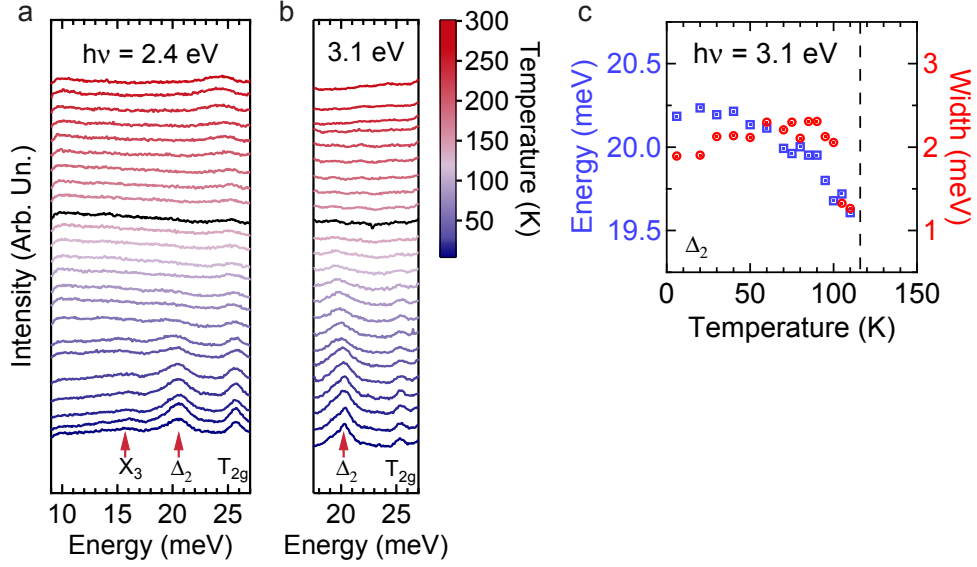 a
hν = 2.4 eV
Intensity (Arb. Un.)
X3
Δ2
T2g
10
15
20
25
Energy (meV)
b
3.1 eV
Δ2
T2g
20
25
Energy (meV)
300
250
200
150
100
50
Temperature (K)
c
hν = 3.1 eV
20.5
20.0
19.5
Energy (meV)
3
2
1
Width (meV)
Δ2
0
50
100
150
Temperature (K)